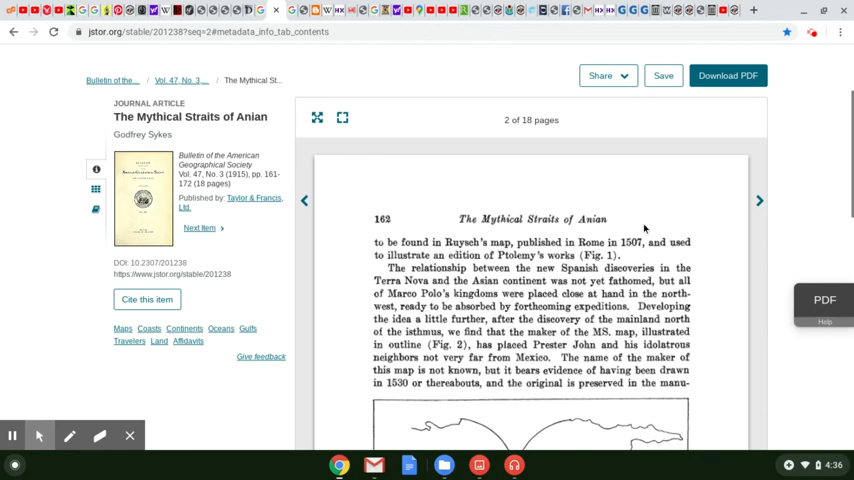 jstor.org/stable/201238?seq=2#metadata_info_tab_contents
Bulletin of the... / Vol. 47, No. 3,... / The Mythical St...
Share
Save
Download PDF
JOURNAL ARTICLE
The Mythical Straits of Anian
Godfrey Sykes
Bulletin of the American
Geographical Society
Vol. 47, No. 3 (1915), pp. 161-
172 (18 pages)
Published by: Taylor & Francis,
Ltd.
Next Item
DOI: 10.2307/201238
https://www.jstor.org/stable/201238
Cite this item
Maps Coasts Continents Oceans Gulfs
Travelers Land Affidavits
Give feedback
2 of 18 pages
162 The Mythical Straits of Anian
to be found in Ruysch's map, published in Rome in 1507, and used
to illustrate an edition of Ptolemy's works (Fig. 1).
The relationship between the new Spanish discoveries in the
Terra Nova and the Asian continent was not yet fathomed, but all
of Marco Polo's kingdoms were placed close at hand in the north-
west, ready to be absorbed by forthcoming expeditions. Developing
the idea a little further, after the discovery of the mainland north
of the isthmus, we find that the maker of the MS. map, illustrated
in outline (Fig. 2), has placed Prester John and his idolatrous
neighbors not very far from Mexico. The name of the maker of
this map is not known, but it bears evidence of having been drawn
in 1530 or thereabouts, and the original is preserved in the manu-
PDF
Help
4:36